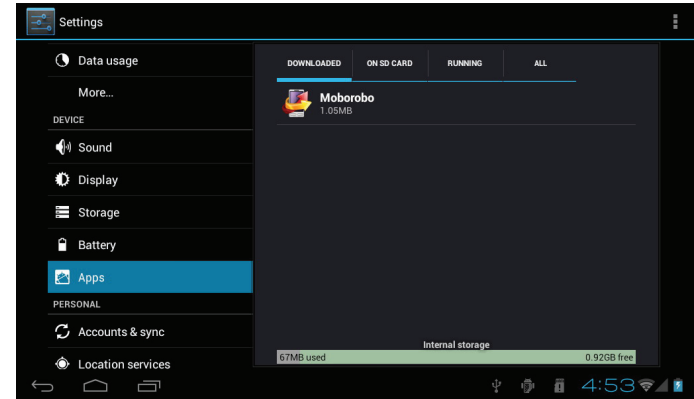 Settings
Data usage
More...
DEVICE
Sound
Display
Storage
Battery
Apps
PERSONAL
Accounts & sync
Location services
DOWNLOADED ON SD CARD RUNNING ALL
Moborobo
1.05MB
Internal storage
67MB used 0.92GB free
4:53